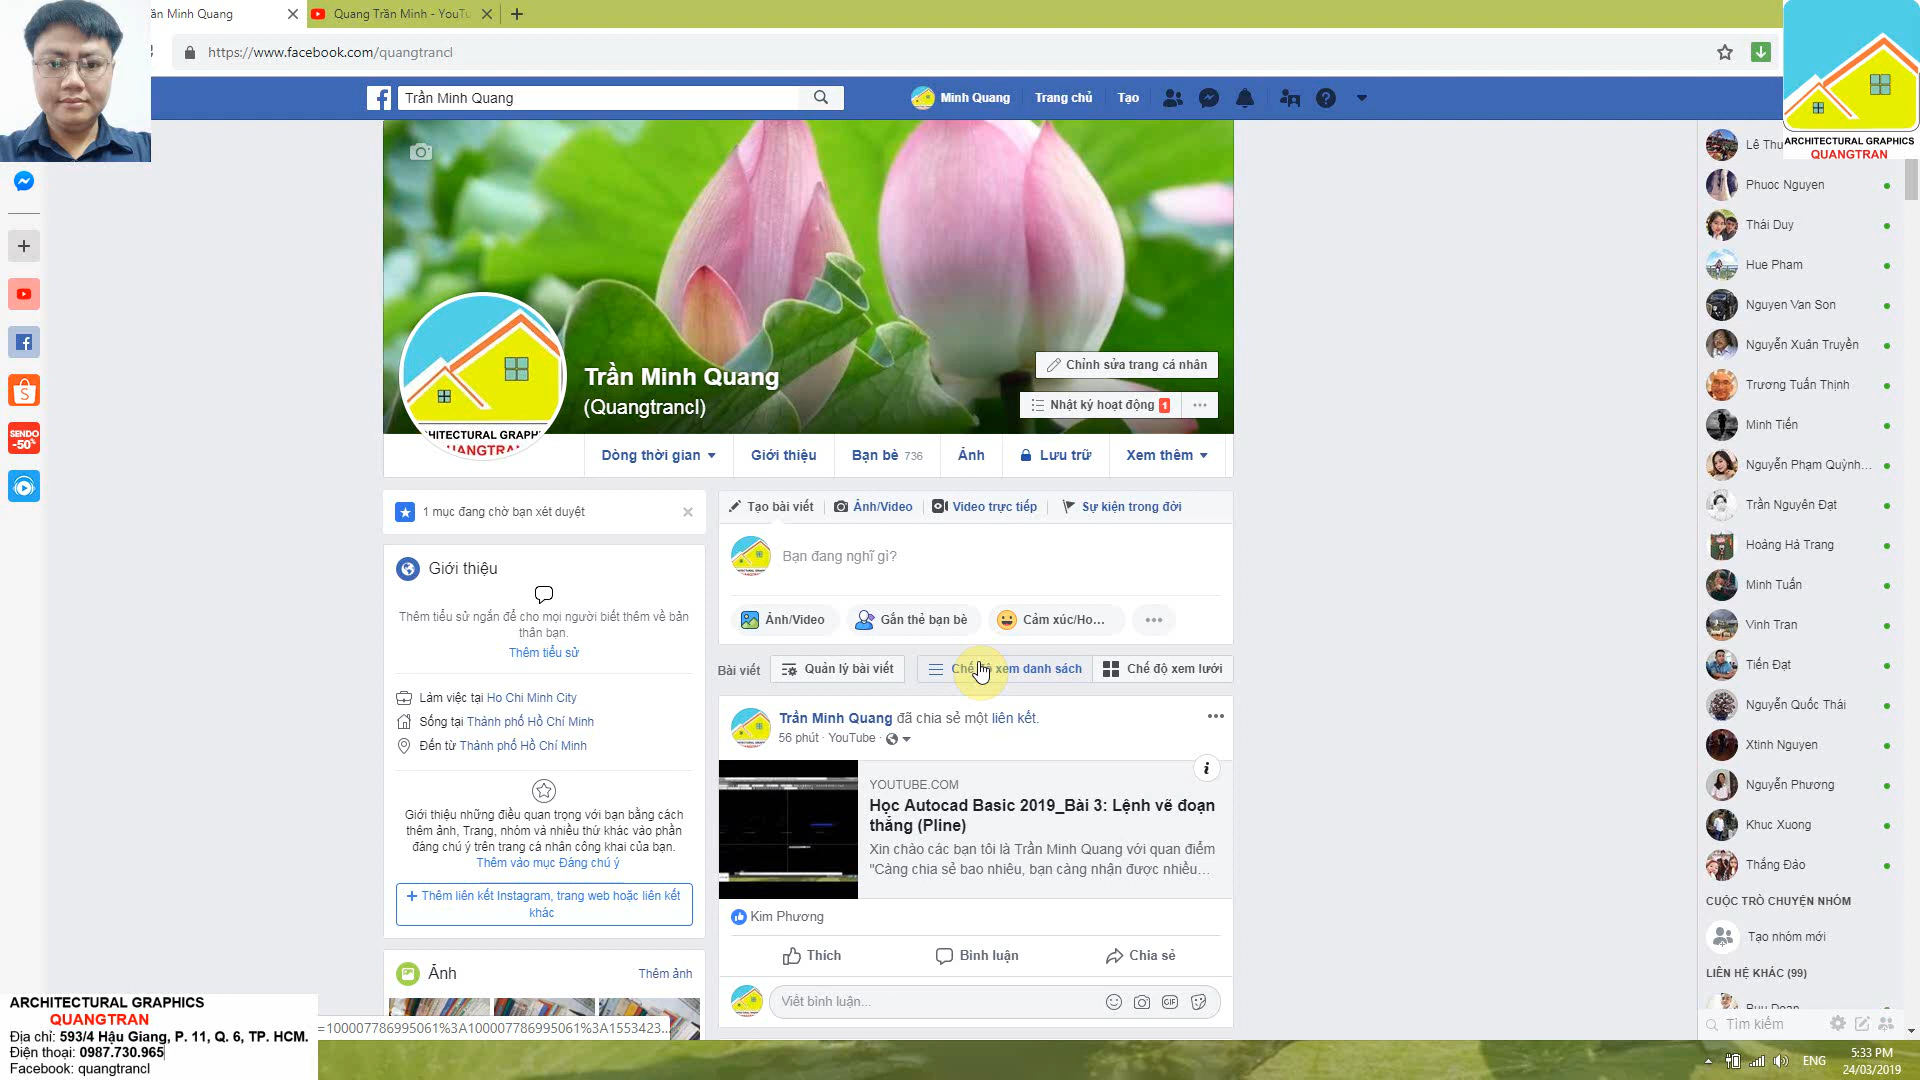 ần Minh Quang
Quang Trần Minh - YouTu
https://www.facebook.com/quangtrancl
Trần Minh Quang
Minh Quang
Trang chủ
Tạo
ARCHITECTURAL GRAPHICS
QUANGTRAN
Trần Minh Quang
(Quangtrancl)
Chỉnh sửa trang cá nhân
Nhật ký hoạt động 1
HITECTURAL GRAPH
UANGTRA
Dòng thời gian
Giới thiệu
Bạn bè 736
Ảnh
Lưu trữ
Xem thêm
1 mục đang chờ bạn xét duyệt
Giới thiệu
Thêm tiểu sử ngắn để cho mọi người biết thêm về bản
thân bạn.
Thêm tiểu sử
Làm việc tại Ho Chi Minh City
Sống tại Thành phố Hồ Chí Minh
Đến từ Thành phố Hồ Chí Minh
Giới thiệu những điều quan trọng với bạn bằng cách
thêm ảnh, Trang, nhóm và nhiều thứ khác vào phần
đáng chú ý trên trang cá nhân công khai của bạn.
Thêm vào mục Đáng chú ý
+ Thêm liên kết Instagram, trang web hoặc liên kết
khác
Ảnh
Thêm ảnh
Tạo bài viết
Ảnh/Video
Video trực tiếp
Sự kiện trong đời
Bạn đang nghĩ gì?
Ảnh/Video
Gắn thẻ bạn bè
Cảm xúc/Ho...
Bài viết
Quản lý bài viết
Chế độ xem danh sách
Chế độ xem lưới
Trần Minh Quang đã chia sẻ một liên kết.
56 phút · YouTube ·
YOUTUBE.COM
Học Autocad Basic 2019_Bài 3: Lệnh vẽ đoạn
thẳng (Pline)
Xin chào các bạn tôi là Trần Minh Quang với quan điểm
"Càng chia sẻ bao nhiêu, bạn càng nhận được nhiều...
Kim Phương
Thích
Bình luận
Chia sẻ
Viết bình luận...
GIF
SENDO
-50%
Lê Thu
Phuoc Nguyen
Thái Duy
Hue Pham
Nguyen Van Son
Nguyễn Xuân Truyền
Trương Tuấn Thịnh
Minh Tiến
Nguyễn Phạm Quỳnh...
Trần Nguyên Đạt
Hoàng Hà Trang
Minh Tuấn
Vinh Tran
Tiến Đạt
Nguyễn Quốc Thái
Xtinh Nguyen
Nguyễn Phương
Khuc Xuong
Thắng Đào
CUỘC TRÒ CHUYỆN NHÓM
Tạo nhóm mới
LIÊN HỆ KHÁC (99)
Buu Doan
Tìm kiếm
ARCHITECTURAL GRAPHICS
QUANGTRAN
Địa chỉ: 593/4 Hậu Giang, P. 11, Q. 6, TP. HCM.
Điện thoại: 0987.730.965
Facebook: quangtrancl
=100007786995061%3A100007786995061%3A1553423...
ENG
5:33 PM
24/03/2019